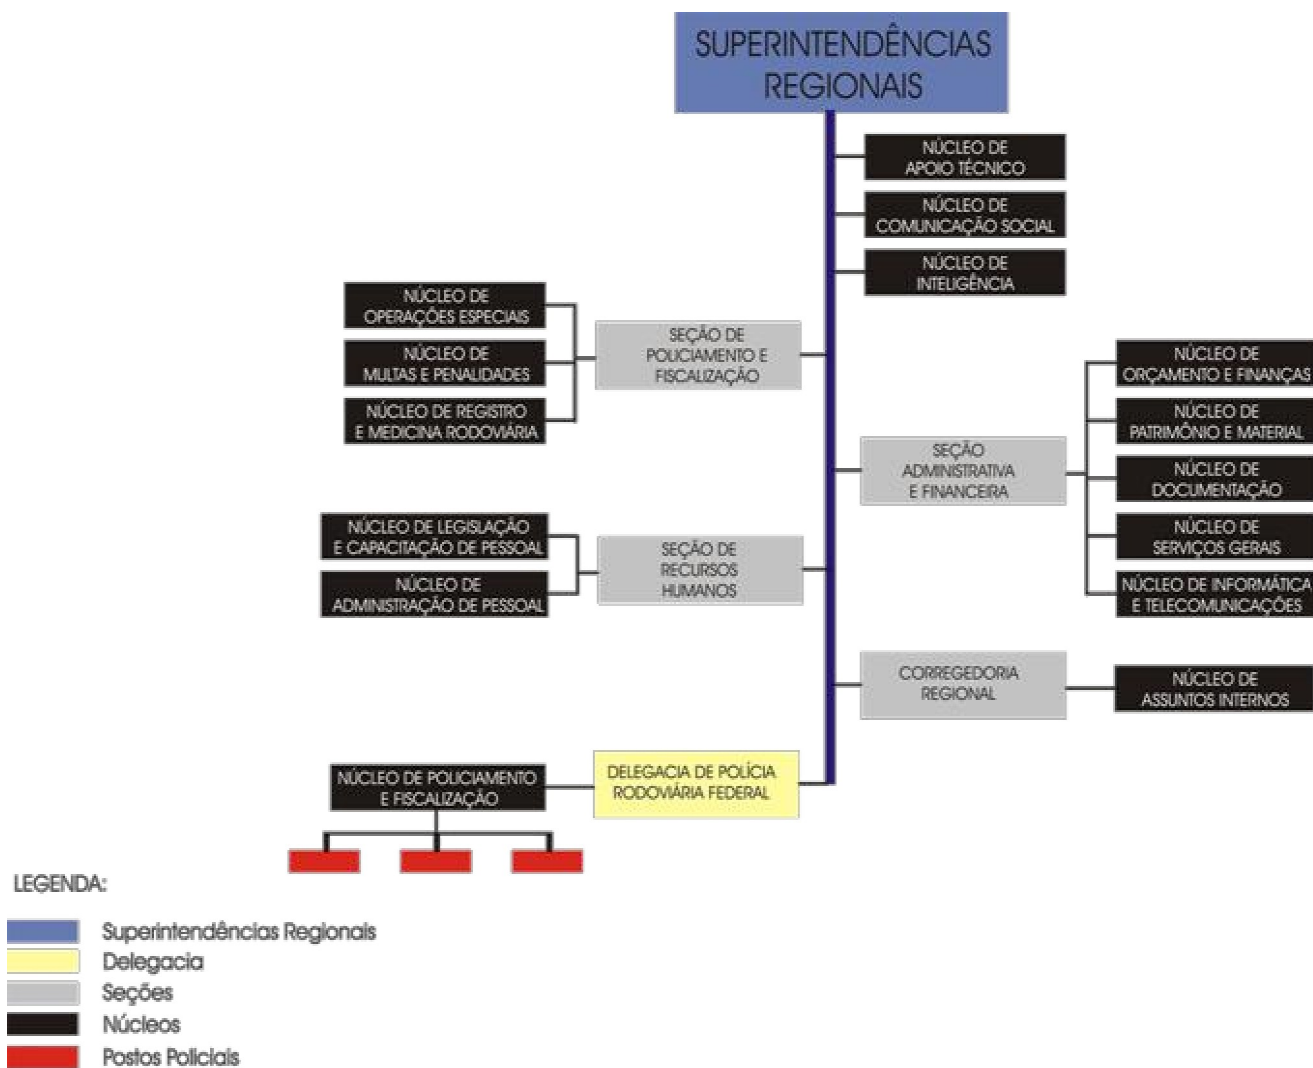 SUPERINTENDÊNCIAS
REGIONAIS
NÚCLEO DE
APOIO TÉCNICO
NÚCLEO DE
COMUNICAÇÃO SOCIAL
NÚCLEO DE
INTELIGÊNCIA
NÚCLEO DE
OPERAÇÕES ESPECIAIS
NÚCLEO DE
MULTAS E PENALIDADES
NÚCLEO DE REGISTRO
E MEDICINA RODOVIÁRIA
SEÇÃO DE
POLICIAMENTO E
FISCALIZAÇÃO
SEÇÃO
ADMINISTRATIVA
E FINANCEIRA
NÚCLEO DE
ORÇAMENTO E FINANÇAS
NÚCLEO DE
PATRIMÔNIO E MATERIAL
NÚCLEO DE
DOCUMENTAÇÃO
NÚCLEO DE
SERVIÇOS GERAIS
NÚCLEO DE INFORMÁTICA
E TELECOMUNICAÇÕES
NÚCLEO DE LEGISLAÇÃO
E CAPACITAÇÃO DE PESSOAL
NÚCLEO DE
ADMINISTRAÇÃO DE PESSOAL
SEÇÃO DE
RECURSOS
HUMANOS
CORREGEDORIA
REGIONAL
NÚCLEO DE
ASSUNTOS INTERNOS
NÚCLEO DE POLICIAMENTO
E FISCALIZAÇÃO
DELEGACIA DE POLÍCIA
RODOVIÁRIA FEDERAL
LEGENDA:
Superintendências Regionais
Delegacia
Seções
Núcleos
Postos Policiais